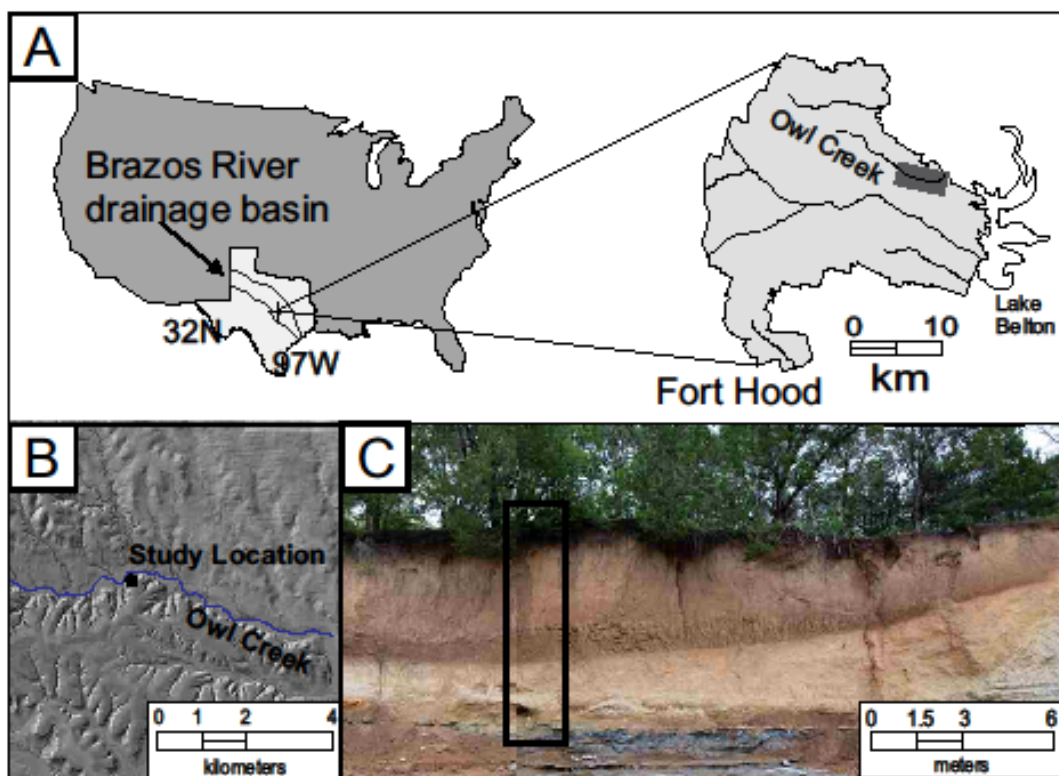 A
Brazos River
drainage basin
32N
97W
Owl Creek
Lake
Belton
0 10
km
Fort Hood
B
Study Location
Owl Creek
0 1 2 4
kilometers
C
0 1.5 3 6
meters